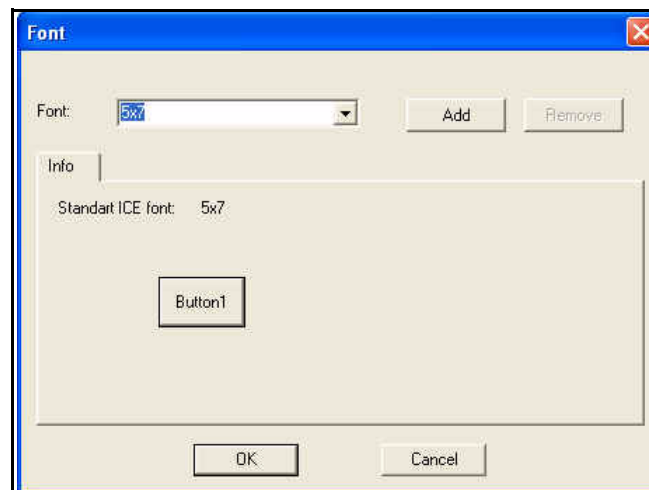 Font
Font: 5x7 Add Remove
Info
Standart ICE font: 5x7
Button1
OK Cancel